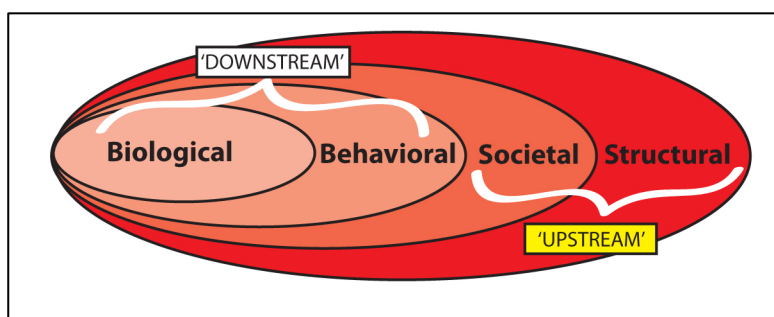 'DOWNSTREAM'
Biological Behavioral Societal Structural
'UPSTREAM'